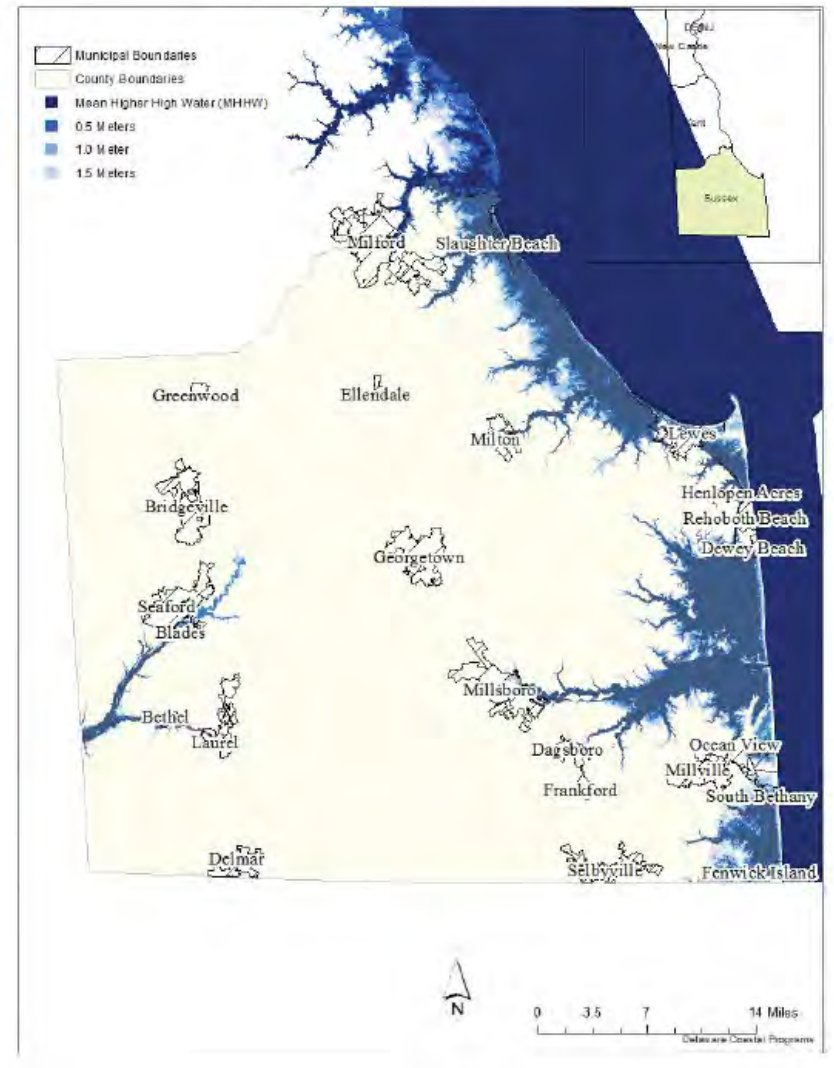 Municipal Boundaries
County Boundaries
Mean Higher High Water (MHHW)
0.5 Meters
1.0 Meter
1.5 Meters
New Castle
Kent
Sussex
Milford
Slaughter Beach
Greenwood
Ellendale
Milton
Lewes
Bridgeville
Henlopen Acres
Rehoboth Beach
Dewey Beach
Georgetown
Seaford
Blades
Millsboro
Bethel
Laurel
Dagsboro
Ocean View
Millville
Frankford
South Bethany
Delmar
Selbyville
Fenwick Island
N
0 3.5 7 14 Miles
Delaware Coastal Programs